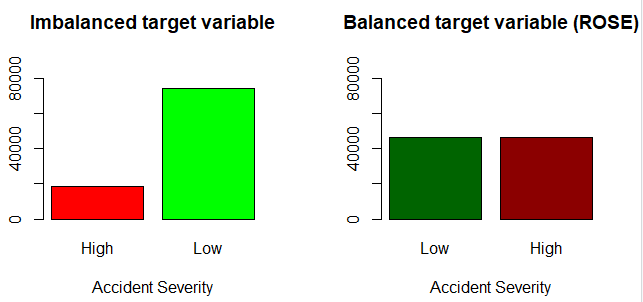 Imbalanced target variable
80000
40000
0
High Low
Accident Severity
Balanced target variable (ROSE)
80000
40000
0
Low High
Accident Severity